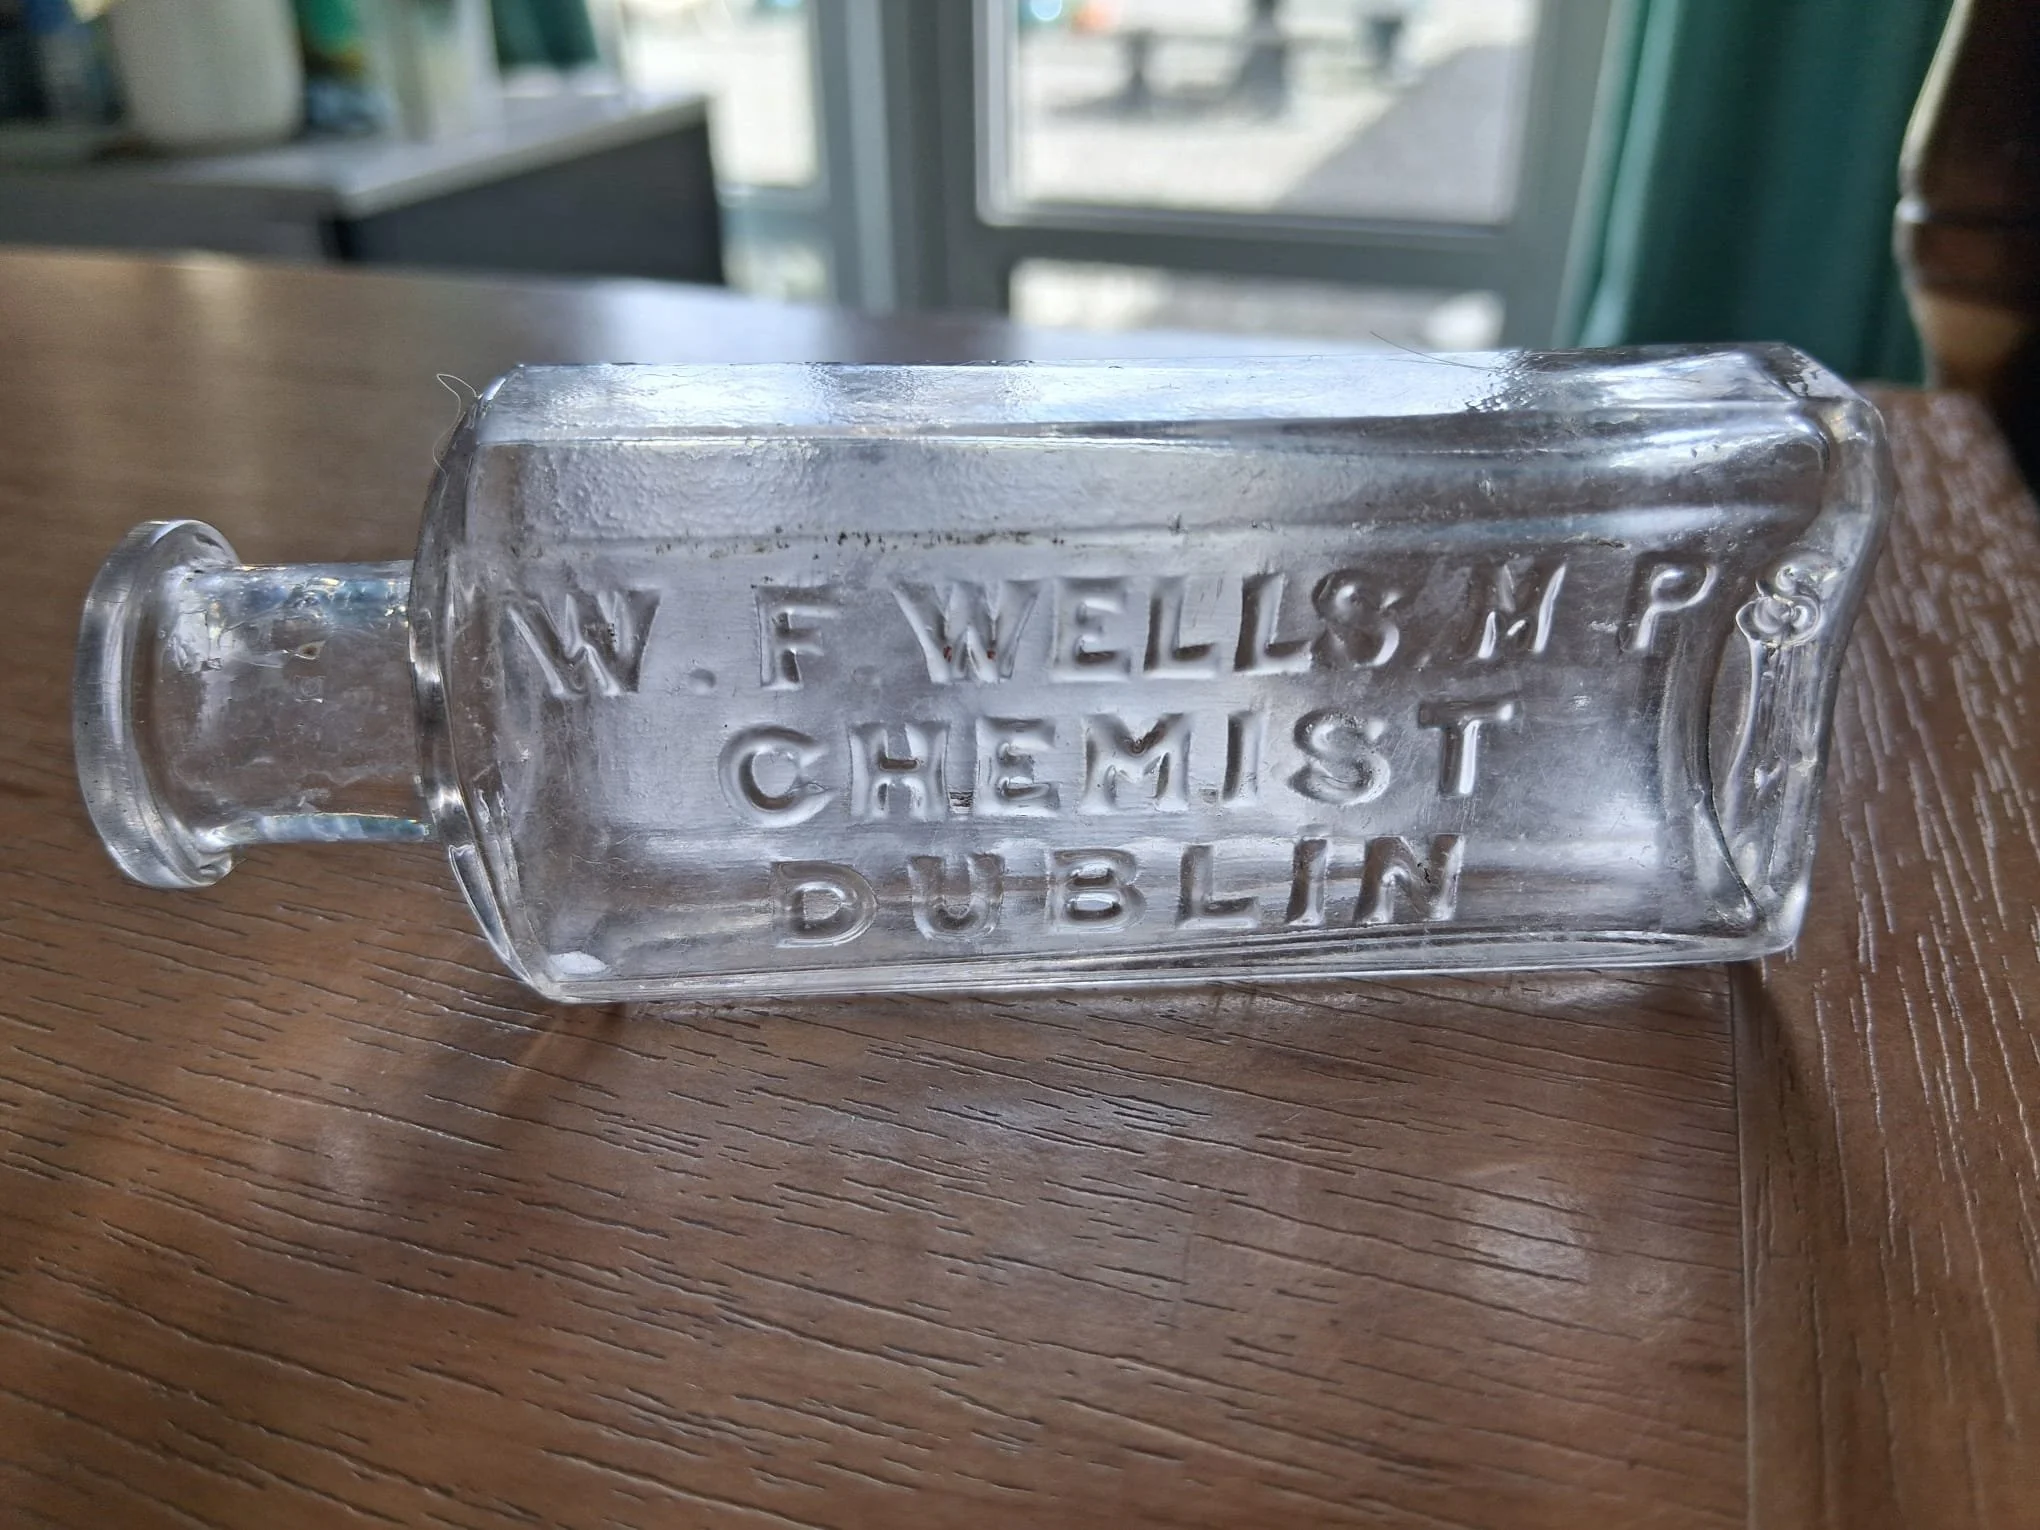 W. F WELLS M P S
CHEMIST
DUBLIN